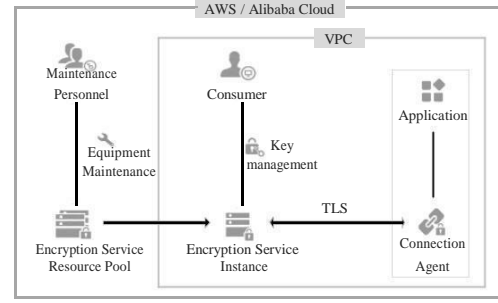 AWS / Alibaba Cloud
VPC
Maintenance
Personnel
Consumer
Application
Equipment
Maintenance
Key
management
TLS
Encryption Service
Resource Pool
Encryption Service
Instance
Connection
Agent